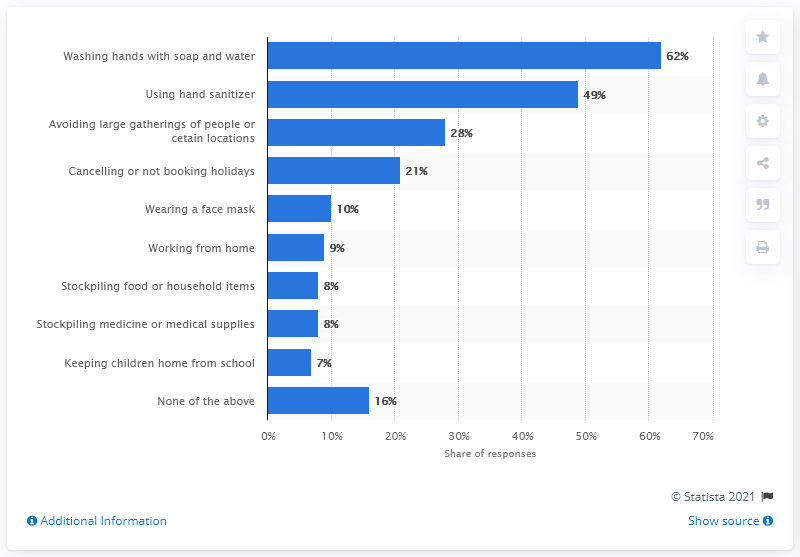 Washing hands with soap and water
62%
Using hand sanitizer
49%
Avoiding large gatherings of people or
cetain locations
28%
Cancelling or not booking holidays
21%
Wearing a face mask
10%
Working from home
9%
Stockpiling food or household items
8%
Stockpiling medicine or medical supplies
8%
Keeping children home from school
7%
None of the above
16%
0% 10% 20% 30% 40% 50% 60% 70%
Share of responses
© Statista 2021
Additional Information
Show source